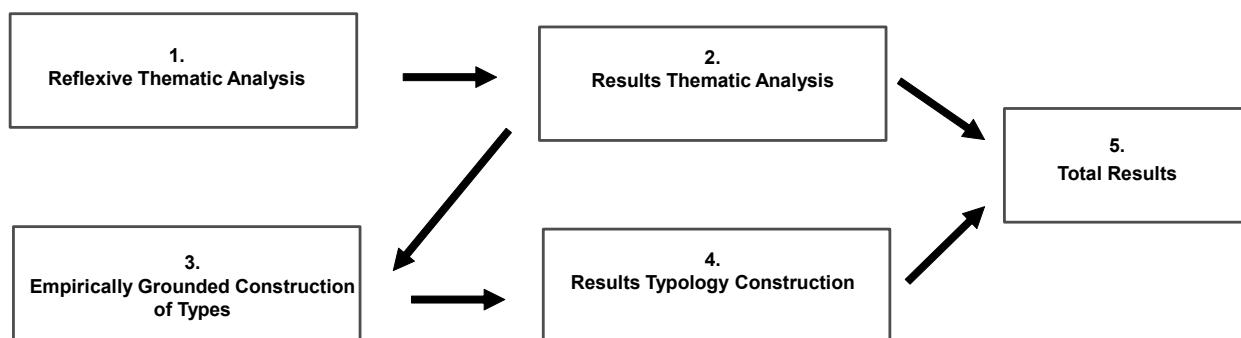 1.
Reflexive Thematic Analysis
2.
Results Thematic Analysis
3.
Empirically Grounded Construction
of Types
4.
Results Typology Construction
5.
Total Results